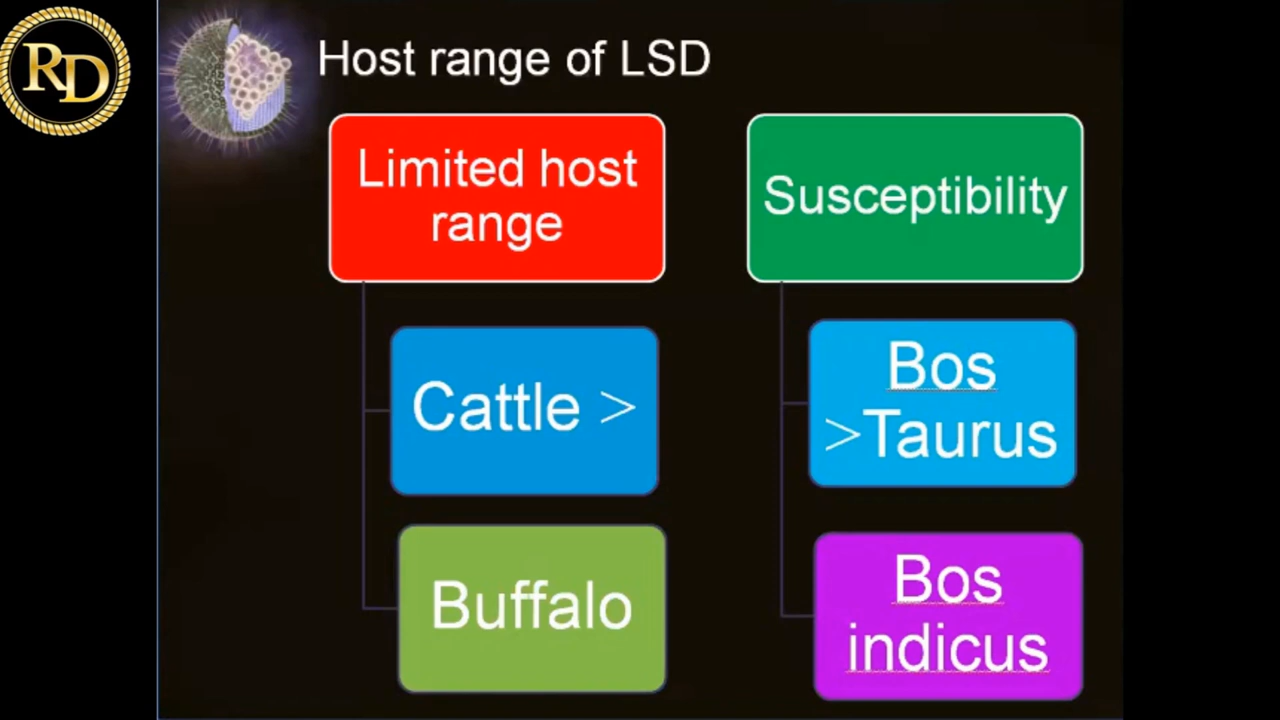 RD
Host range of LSD
Limited host
range
Cattle >
Buffalo
Susceptibility
Bos
>Taurus
Bos
indicus